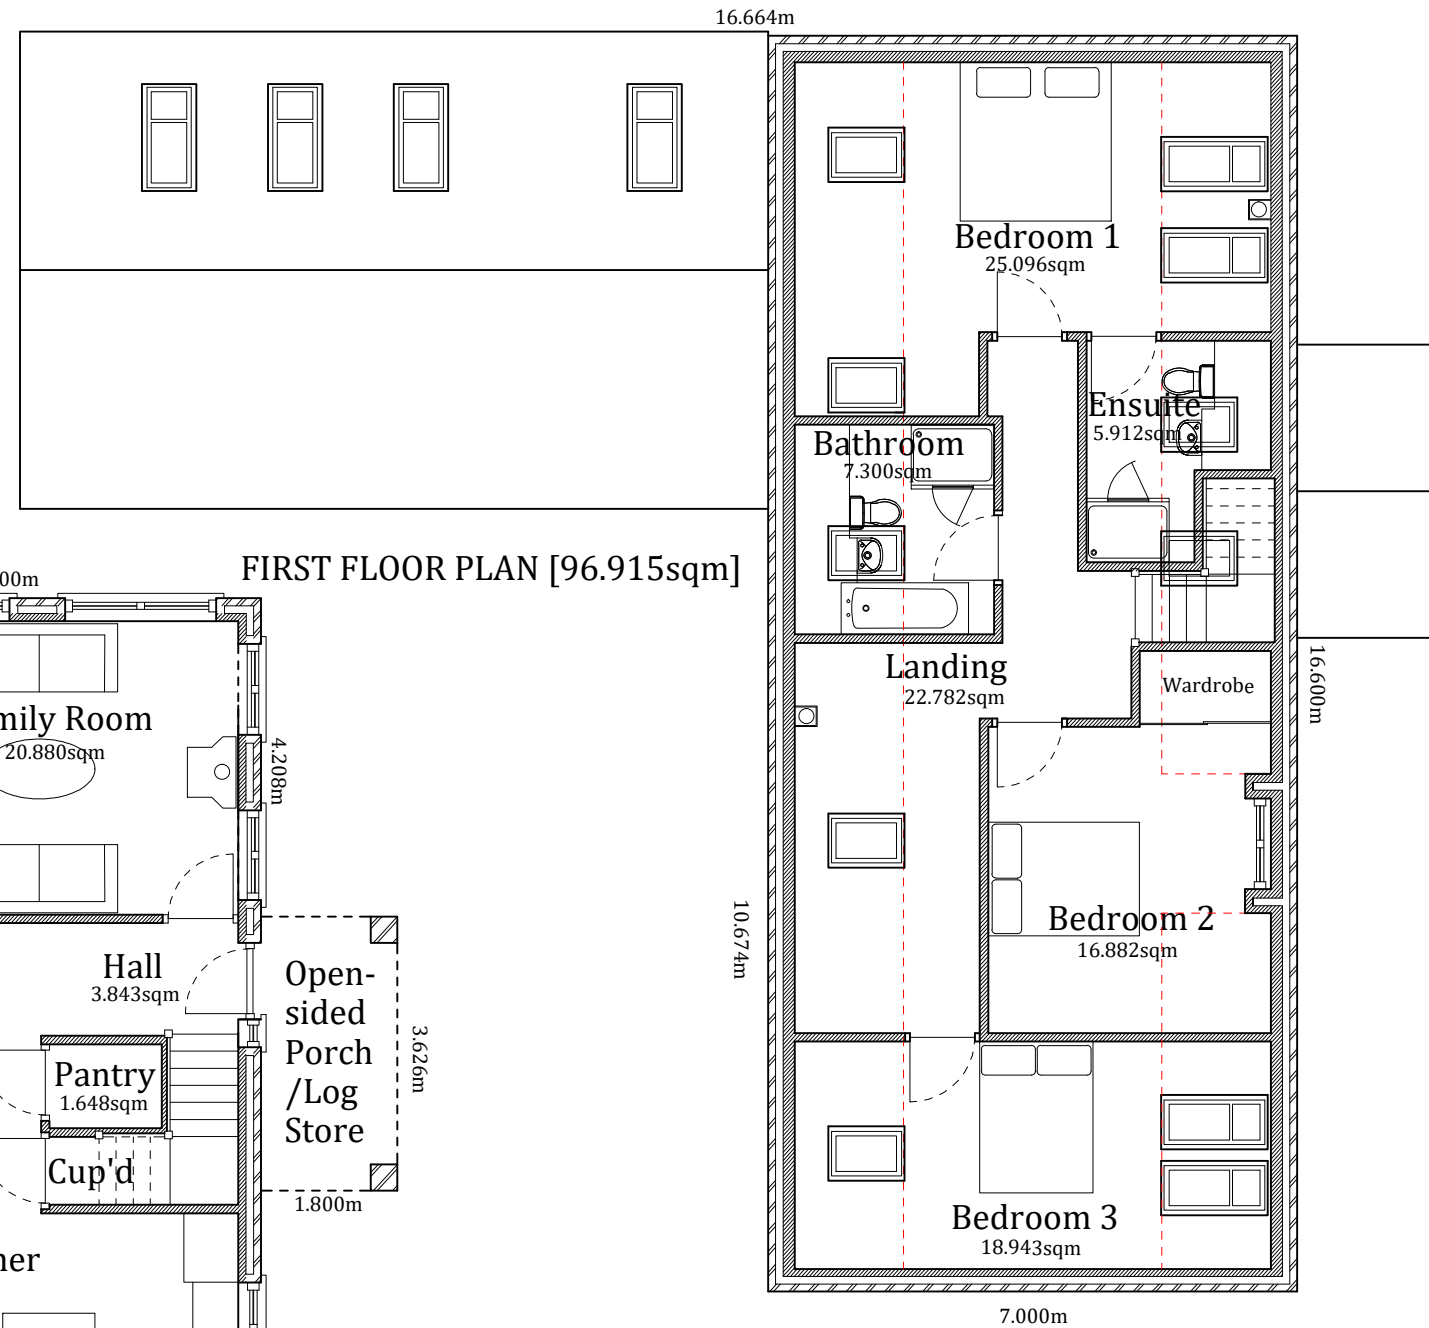 16.664m
Bedroom 1
25.096sqm
Ensuite
5.912sqm
Bathroom
7.300sqm
FIRST FLOOR PLAN [96.915sqm]
00m
Landing
22.782sqm
Wardrobe
16.600m
mily Room
20.880sqm
4.208m
Bedroom 2
16.882sqm
10.674m
Hall
3.843sqm
Open-
sided
Porch
/Log
Store
3.626m
Pantry
1.648sqm
Cup'd
1.800m
Bedroom 3
18.943sqm
ner
7.000m